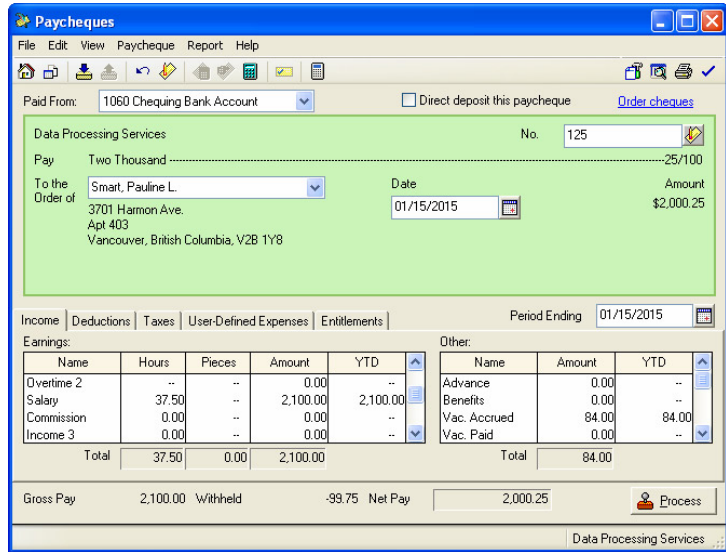 Paycheques
File Edit View Paycheque Report Help
Paid From: 1060 Chequing Bank Account Direct deposit this paycheque Order cheques
Data Processing Services No. 125
Pay Two Thousand ---------------------------------------------------------------------------25/100
To the Order of Smart, Pauline L. Date Amount
01/15/2015 $2,000.25
3701 Harmon Ave.
Apt 403
Vancouver, British Columbia, V2B 1Y8
Income Deductions Taxes User-Defined Expenses Entitlements Period Ending 01/15/2015
Earnings: Other:
Name Hours Pieces Amount YTD Name Amount YTD
Overtime 2 -- -- 0.00 -- Advance 0.00 --
Salary 37.50 -- 2,100.00 2,100.00 Benefits 0.00 --
Commission 0.00 -- 0.00 -- Vac. Accrued 84.00 84.00
Income 3 0.00 -- 0.00 -- Vac. Paid 0.00 --
Total 37.50 0.00 2,100.00 Total 84.00
Gross Pay 2,100.00 Withheld -99.75 Net Pay 2,000.25 Process
Data Processing Services